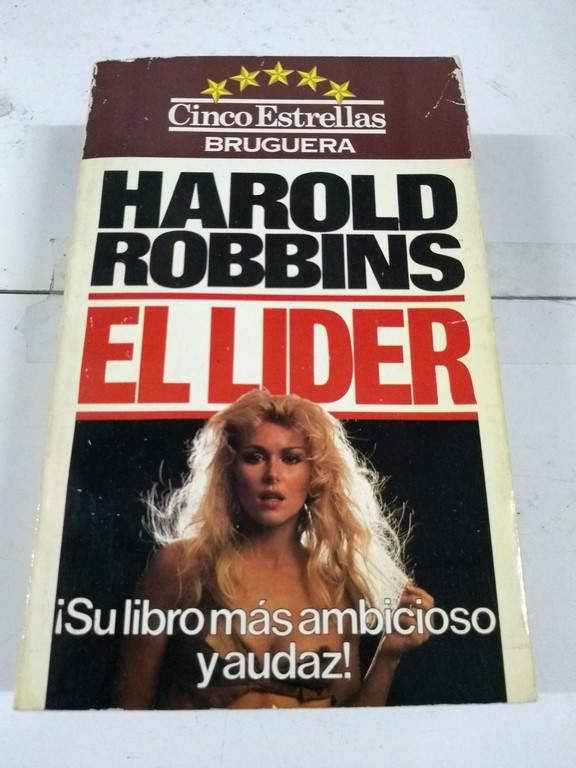 Cinco Estrellas
BRUGUERA
HAROLD
ROBBINS
EL LIDER
¡Su libro más ambicioso
y audaz!